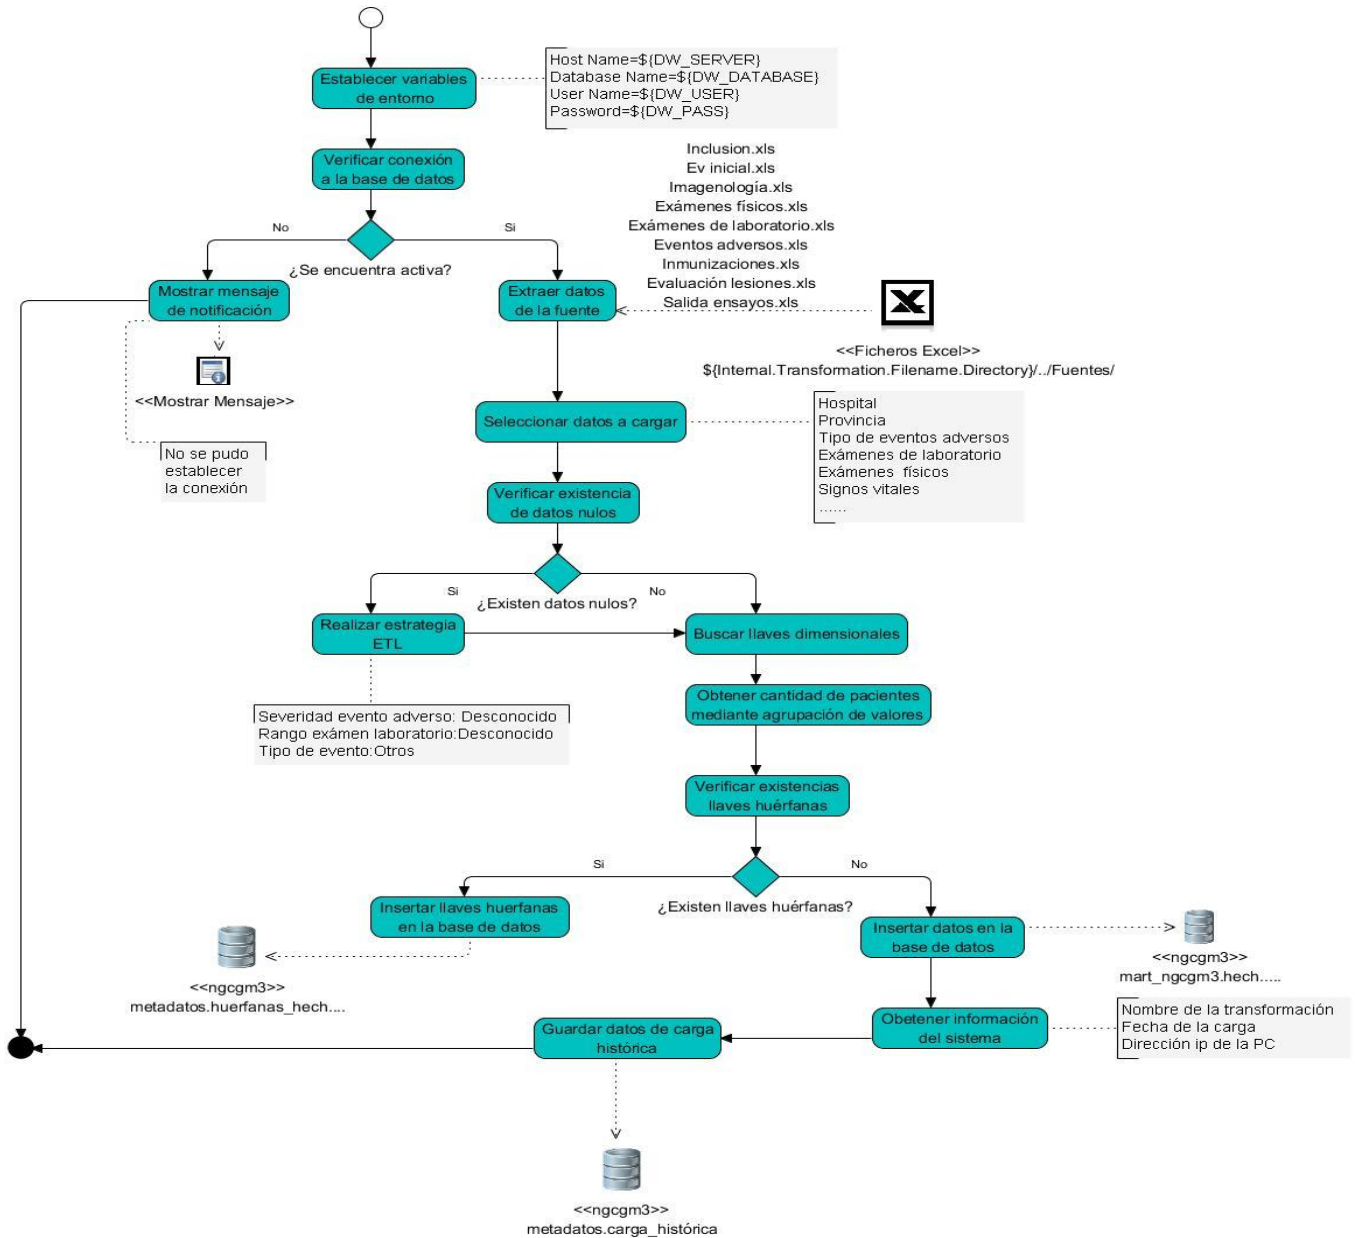 Establecer variables
de entorno
Host Name=${DW_SERVER}
Database Name=${DW_DATABASE}
User Name=${DW_USER}
Password=${DW_PASS}
Verificar conexión
a la base de datos
Inclusion.xls
Ev inicial.xls
Imagenología.xls
Exámenes físicos.xls
Exámenes de laboratorio.xls
Eventos adversos.xls
Inmunizaciones.xls
Evaluación lesiones.xls
Salida ensayos.xls
No
Si
¿Se encuentra activa?
Mostrar mensaje
de notificación
Extraer datos
de la fuente
<<Ficheros Excel>>
${Internal.Transformation.Filename.Directory}/../Fuentes/
<<Mostrar Mensaje>>
No se pudo
establecer
la conexión
Seleccionar datos a cargar
Hospital
Provincia
Tipo de eventos adversos
Exámenes de laboratorio
Exámenes  físicos
Signos vitales
......
Verificar existencia
de datos nulos
Si
No
¿Existen datos nulos?
Realizar estrategia
ETL
Buscar llaves dimensionales
Severidad evento adverso: Desconocido
Rango exámen laboratorio:Desconocido
Tipo de evento:Otros
Obtener cantidad de pacientes
mediante agrupación de valores
Verificar existencias
llaves huérfanas
Si
No
¿Existen llaves huérfanas?
Insertar llaves huerfanas
en la base de datos
Insertar datos en la
base de datos
<<ngcgm3>>
metadatos.huerfanas_hech....
<<ngcgm3>>
mart_ngcgm3.hech.....
Obetener información
del sistema
Nombre de la transformación
Fecha de la carga
Dirección ip de la PC
Guardar datos de carga
histórica
<<ngcgm3>>
metadatos.carga_histórica